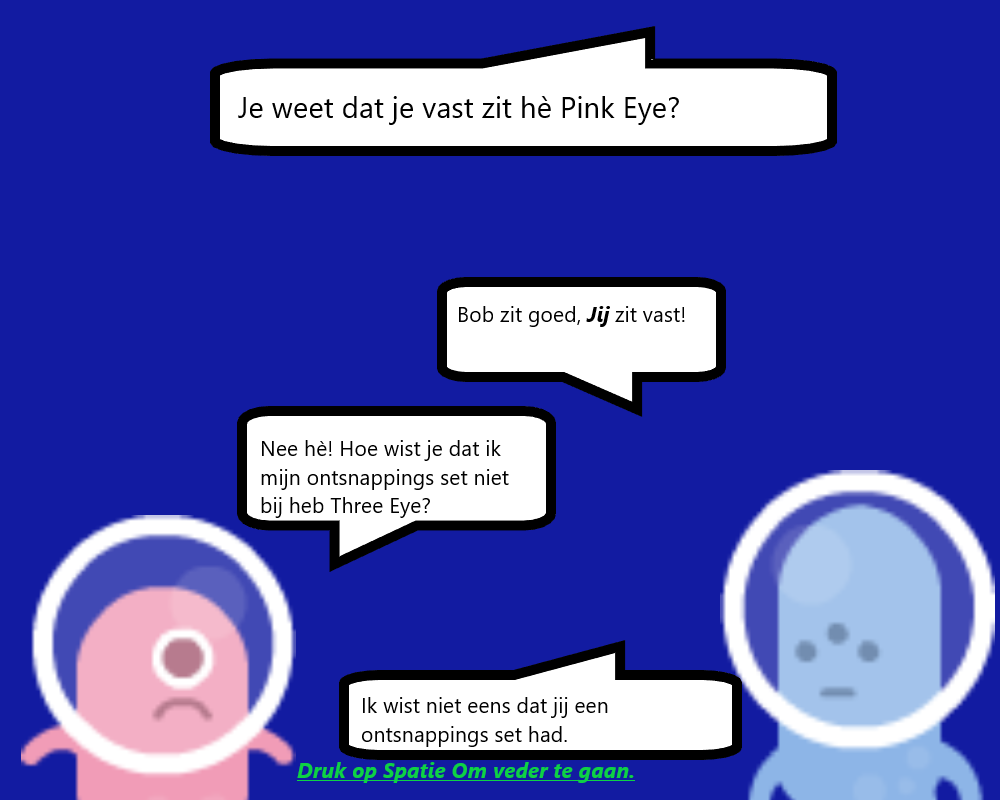 Je weet dat je vast zit hè Pink Eye?
Bob zit goed, Jij zit vast!
Nee hè! Hoe wist je dat ik
mijn ontsnappings set niet
bij heb Three Eye?
Ik wist niet eens dat jij een
ontsnappings set had.
Druk op Spatie Om veder te gaan.